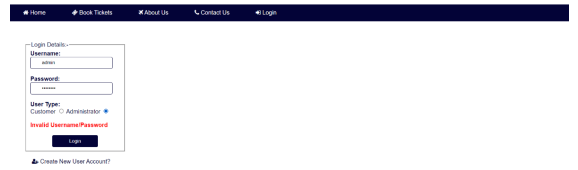 Home Book Tickets About Us Contact Us Login
Login Details:-
Username:
admin
Password:
••••••••
User Type:
Customer Administrator
Invalid Username/Password
Login
Create New User Account?